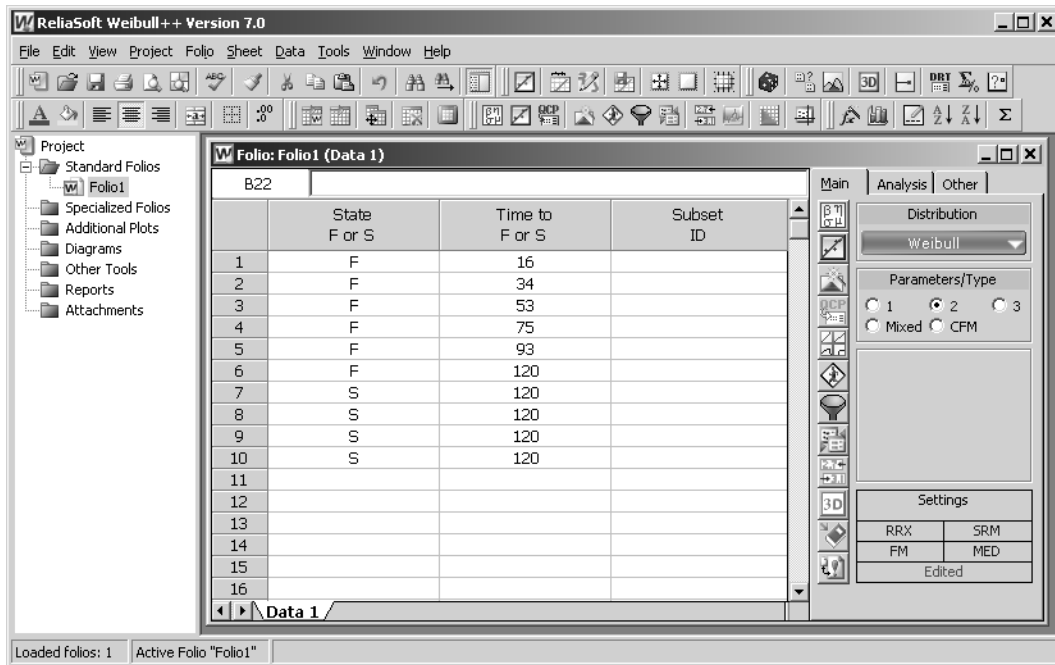 ReliaSoft Weibull++ Version 7.0
File Edit View Project Folio Sheet Data Tools Window Help
Project
Standard Folios
Folio1
Specialized Folios
Additional Plots
Diagrams
Other Tools
Reports
Attachments
Folio: Folio1 (Data 1)
B22
State F or S Time to F or S Subset ID
1 F 16
2 F 34
3 F 53
4 F 75
5 F 93
6 F 120
7 S 120
8 S 120
9 S 120
10 S 120
11
12
13
14
15
16
Data 1
Main Analysis Other
Distribution
Weibull
Parameters/Type
1 2 3
Mixed CFM
QCP
3D
Settings
RRX SRM
FM MED
Edited
Loaded folios: 1 Active Folio "Folio1"